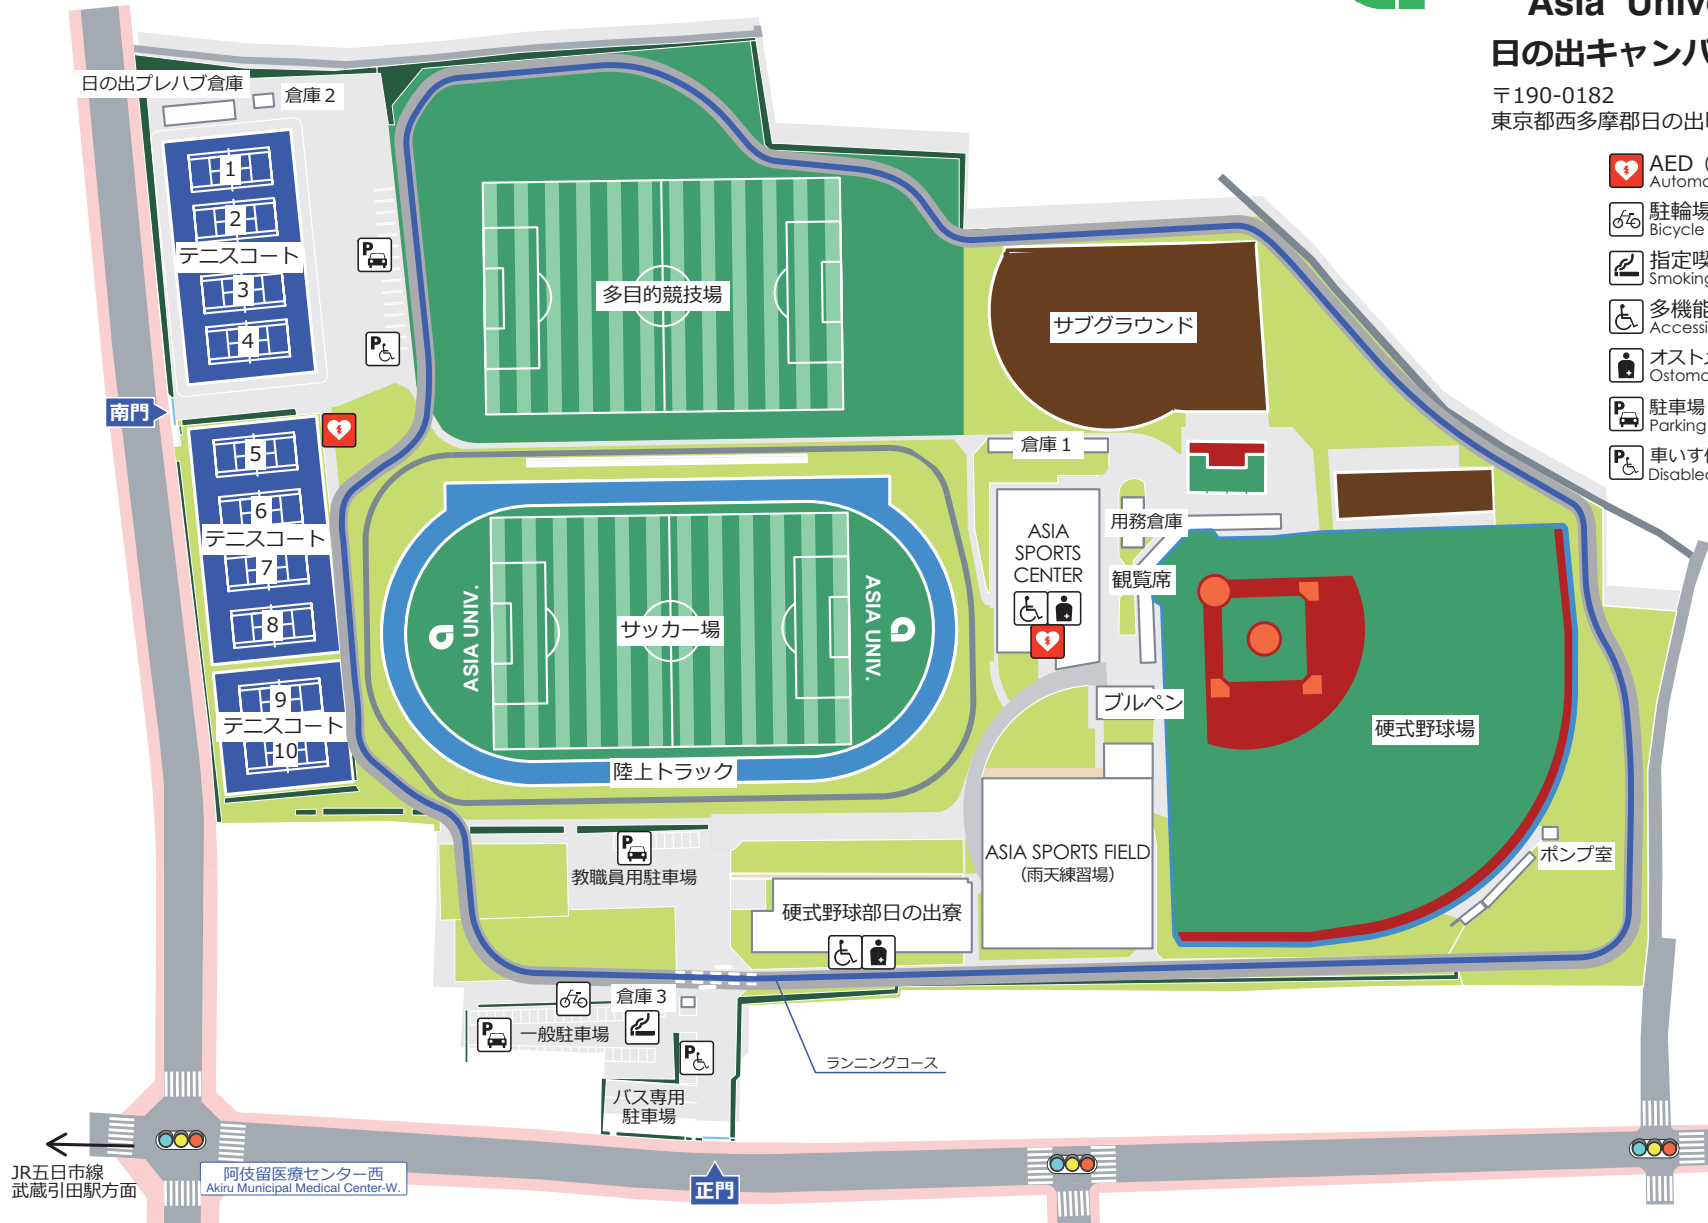 Asia Unive
日の出キャンパ
〒190-0182
東京都西多摩郡日の出
AED（
Automa
駐輪場
Bicycle
指定喫
Smoking
多機能
Accessi
オスト
Ostoma
P
駐車場
Parking
P
車いす
Disabled
日の出プレハブ倉庫
倉庫2
1
2
テニスコート
3
4
P
P
南門
5
6
テニスコート
7
8
9
テニスコート
10
多目的競技場
サブグラウンド
倉庫1
ASIA
SPORTS
CENTER
用務倉庫
観覧席
ASIA UNIV.
サッカー場
ASIA UNIV.
陸上トラック
ブルペン
硬式野球場
P
教職員用駐車場
ASIA SPORTS FIELD
（雨天練習場）
ポンプ室
硬式野球部日の出寮
倉庫3
P
一般駐車場
P
ランニングコース
バス専用
駐車場
JR五日市線
武蔵引田駅方面
阿伎留医療センター西
Akiru Municipal Medical Center-W.
正門